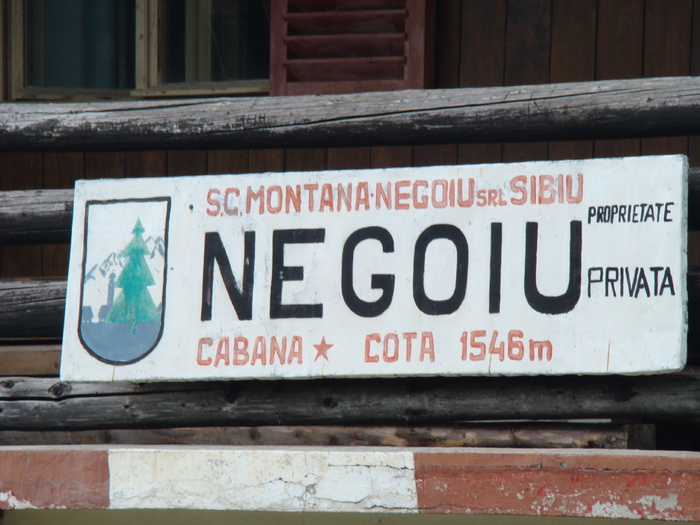 S.C. MONTANA-NEGOIU SRL SIBIU
NEGOIU
PROPRIETATE
PRIVATA
CABANA ★ COTA 1546m